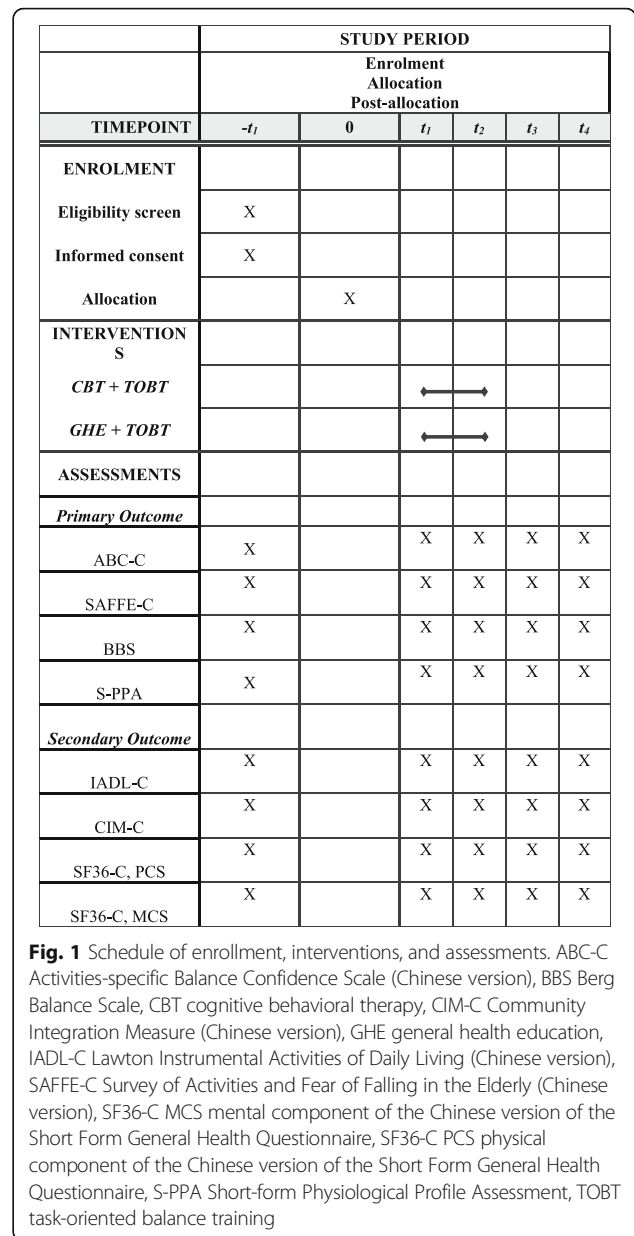 STUDY PERIOD
Enrolment
Allocation
Post-allocation
TIMEPOINT -t1 0 t1 t2 t3 t4
ENROLMENT
Eligibility screen X
Informed consent X
Allocation X
INTERVENTION
S
CBT + TOBT
GHE + TOBT
ASSESSMENTS
Primary Outcome
ABC-C X X X X X
SAFFE-C X X X X X
BBS X X X X X
S-PPA X X X X X
Secondary Outcome
IADL-C X X X X X
CIM-C X X X X X
SF36-C, PCS X X X X X
SF36-C, MCS X X X X X
Fig. 1 Schedule of enrollment, interventions, and assessments. ABC-C
Activities-specific Balance Confidence Scale (Chinese version), BBS Berg
Balance Scale, CBT cognitive behavioral therapy, CIM-C Community
Integration Measure (Chinese version), GHE general health education,
IADL-C Lawton Instrumental Activities of Daily Living (Chinese version),
SAFFE-C Survey of Activities and Fear of Falling in the Elderly (Chinese
version), SF36-C MCS mental component of the Chinese version of the
Short Form General Health Questionnaire, SF36-C PCS physical
component of the Chinese version of the Short Form General Health
Questionnaire, S-PPA Short-form Physiological Profile Assessment, TOBT
task-oriented balance training